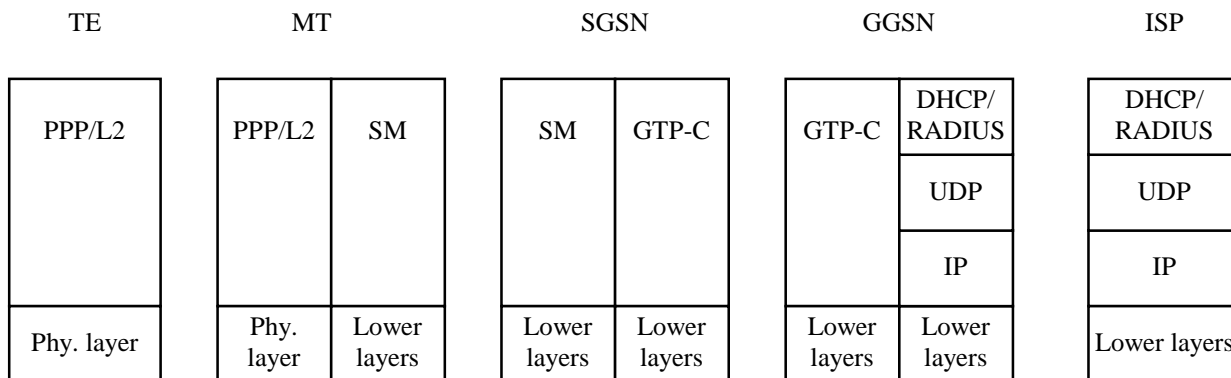 TE MT SGSN GGSN ISP
PPP/L2 PPP/L2 SM SM GTP-C GTP-C DHCP/
RADIUS DHCP/
RADIUS
UDP UDP
IP IP
Phy. layer Phy.
layer Lower
layers Lower
layers Lower
layers Lower
layers Lower
layers Lower layers